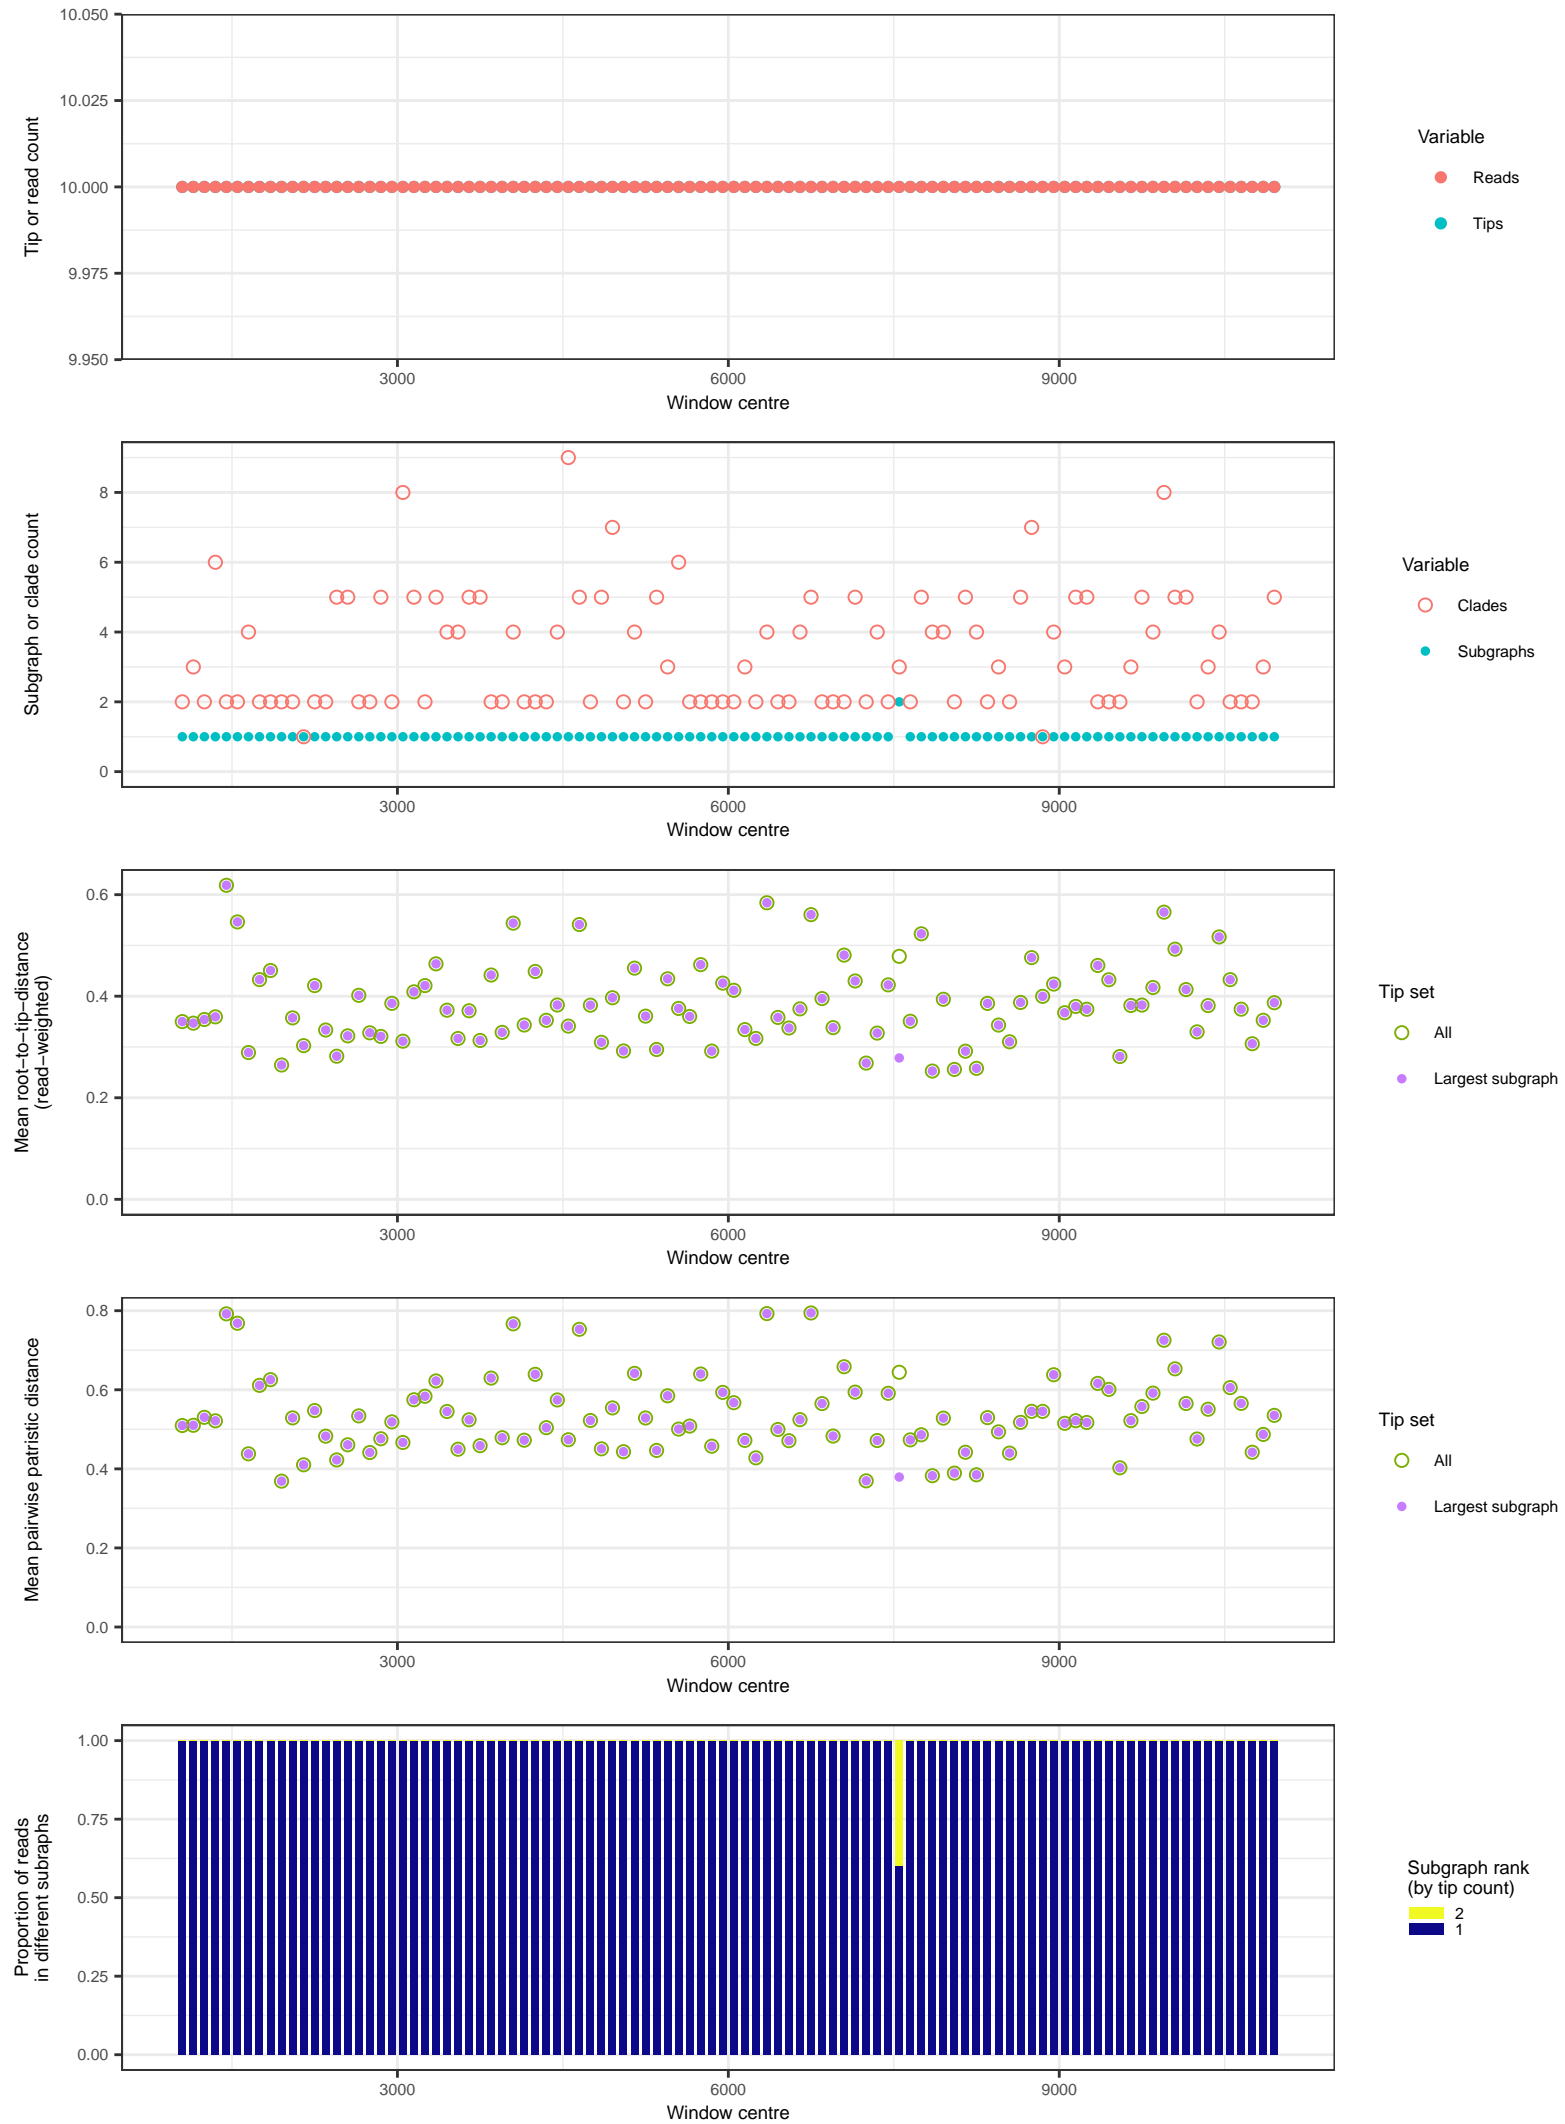 10.050
10.025
10.000
9.975
9.950
Tip or read count
3000
6000
9000
Window centre
Variable
Reads
Tips
8
6
4
2
0
Subgraph or clade count
3000
6000
9000
Window centre
Variable
Clades
Subgraphs
0.6
0.4
0.2
0.0
Mean root−to−tip−distance
(read−weighted)
3000
6000
9000
Window centre
Tip set
All
Largest subgraph
0.8
0.6
0.4
0.2
0.0
Mean pairwise patristic distance
3000
6000
9000
Window centre
Tip set
All
Largest subgraph
1.00
0.75
0.50
0.25
0.00
Proportion of reads
in different subraphs
3000
6000
9000
Window centre
Subgraph rank
(by tip count)
2
1